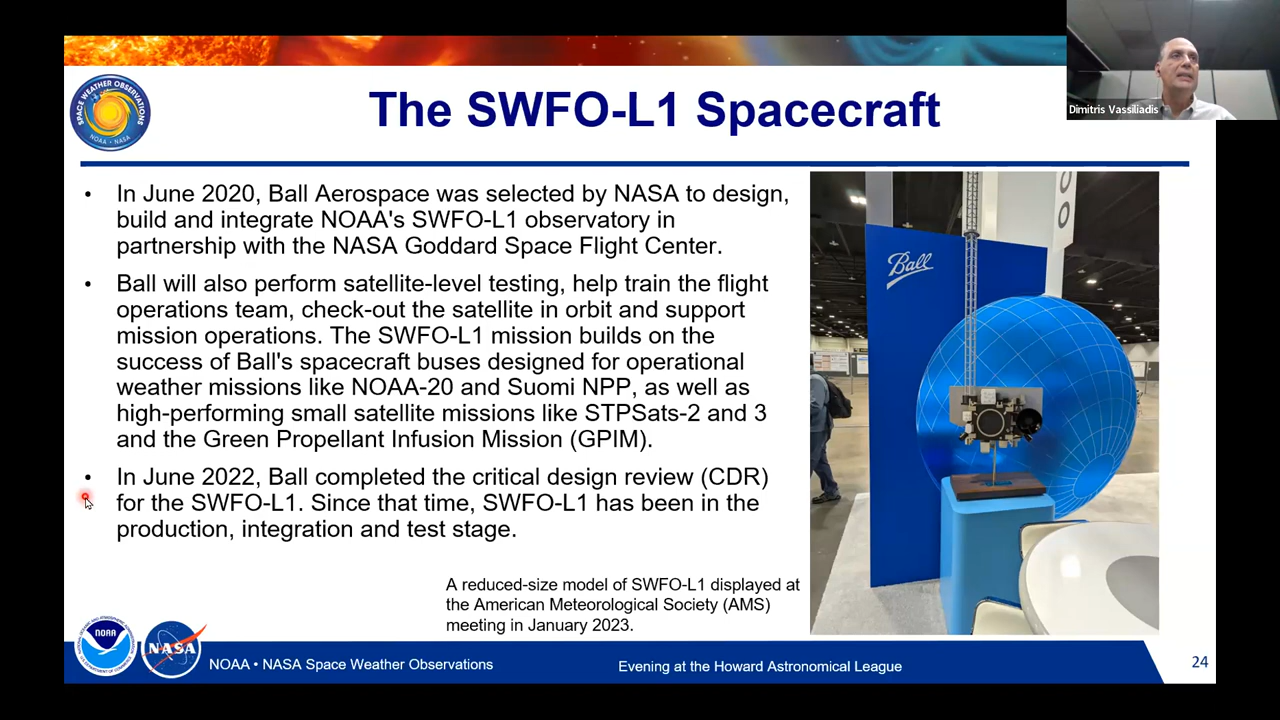 Dimitris Vassiliadis
SPACE WEATHER OBSERVATIONS
NOAA • NASA
The SWFO-L1 Spacecraft
• In June 2020, Ball Aerospace was selected by NASA to design,
build and integrate NOAA's SWFO-L1 observatory in
partnership with the NASA Goddard Space Flight Center.
• Ball will also perform satellite-level testing, help train the flight
operations team, check-out the satellite in orbit and support
mission operations. The SWFO-L1 mission builds on the
success of Ball's spacecraft buses designed for operational
weather missions like NOAA-20 and Suomi NPP, as well as
high-performing small satellite missions like STPSats-2 and 3
and the Green Propellant Infusion Mission (GPIM).
• In June 2022, Ball completed the critical design review (CDR)
for the SWFO-L1. Since that time, SWFO-L1 has been in the
production, integration and test stage.
Ball
A reduced-size model of SWFO-L1 displayed at
the American Meteorological Society (AMS)
meeting in January 2023.
NOAA
NASA
NOAA • NASA Space Weather Observations
Evening at the Howard Astronomical League
24